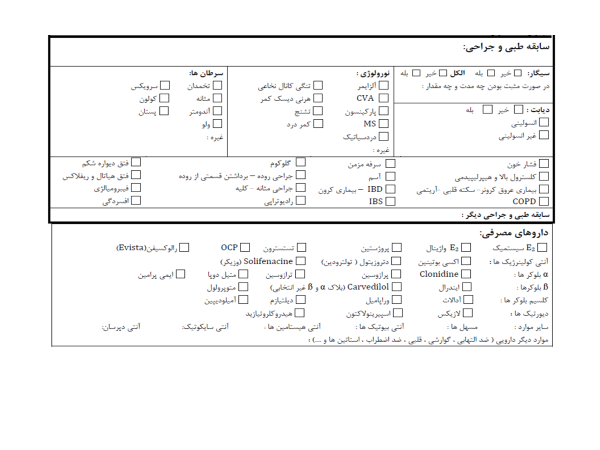 سابقه طبی و جراحی:
سیگار: خیر بله الکل خیر بله
در صورت مثبت بودن چه مدت و چه مقدار :
دیابت : خیر بله
انسولینی
غیر انسولینی
نورولوژی :
آلزایمر تنگی کانال نخاعی
CVA هرنی دیسک کمر
پارکینسون تشنج
MS کمر درد
دردسیاتیک
غیره :
سرطان ها:
تخمدان سرویکس
مثانه کولون
آندومتر پستان
ولو
غیره :
فشار خون سرفه مزمن گلوکوم فتق دیواره شکم
کلسترول بالا و هیپرلیپیدمی آسم جراحی روده – برداشتن قسمتی از روده فتق هیاتال و ریفلاکس
بیماری عروق کرونر- سکته قلبی -آریتمی IBD – بیماری کرون جراحی مثانه – کلیه فیبرومیالژی
COPD IBS رادیوتراپی افسردگی
سابقه طبی و جراحی دیگر :
داروهای مصرفی:
E2 سیستمیک E2 واژینال پروژستین تستسترون OCP رالوکسیفن(Evista)
آنتی کولینرژیک ها : اکسی بوتینین دتروزیتول ( تولترودین) Solifenacine (وزیکر)
α بلوکر ها : Clonidine پرازوسین ترازوسین متیل دوپا ایمی پرامین
β بلوکرها : ایندرال Carvedilol (بلاک α و β غیر انتخابی) متوپرولول
کلسیم بلوکر ها : آدالات وراپامیل دیلتیازم آملودیپین
دیورتیک ها : لازیکس اسپیرینولاکتون هیدروکلروتیازید
سایر موارد : مسهل ها : آنتی بیوتیک ها : آنتی هیستامین ها : آنتی سایکوتیک: آنتی دپرسان:
موارد دیگر دارویی ( ضد التهابی ، گوارشی ، قلبی ، ضد اضطراب ، استاتین ها و ...) :